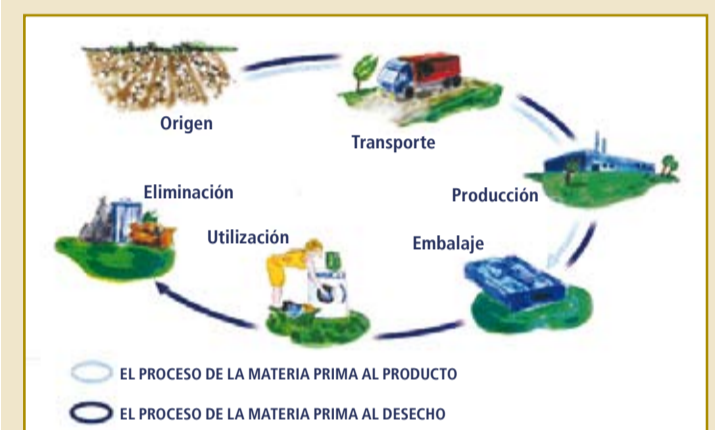 Origen
Transporte
Producción
Embalaje
Utilización
Eliminación
EL PROCESO DE LA MATERIA PRIMA AL PRODUCTO
EL PROCESO DE LA MATERIA PRIMA AL DESECHO